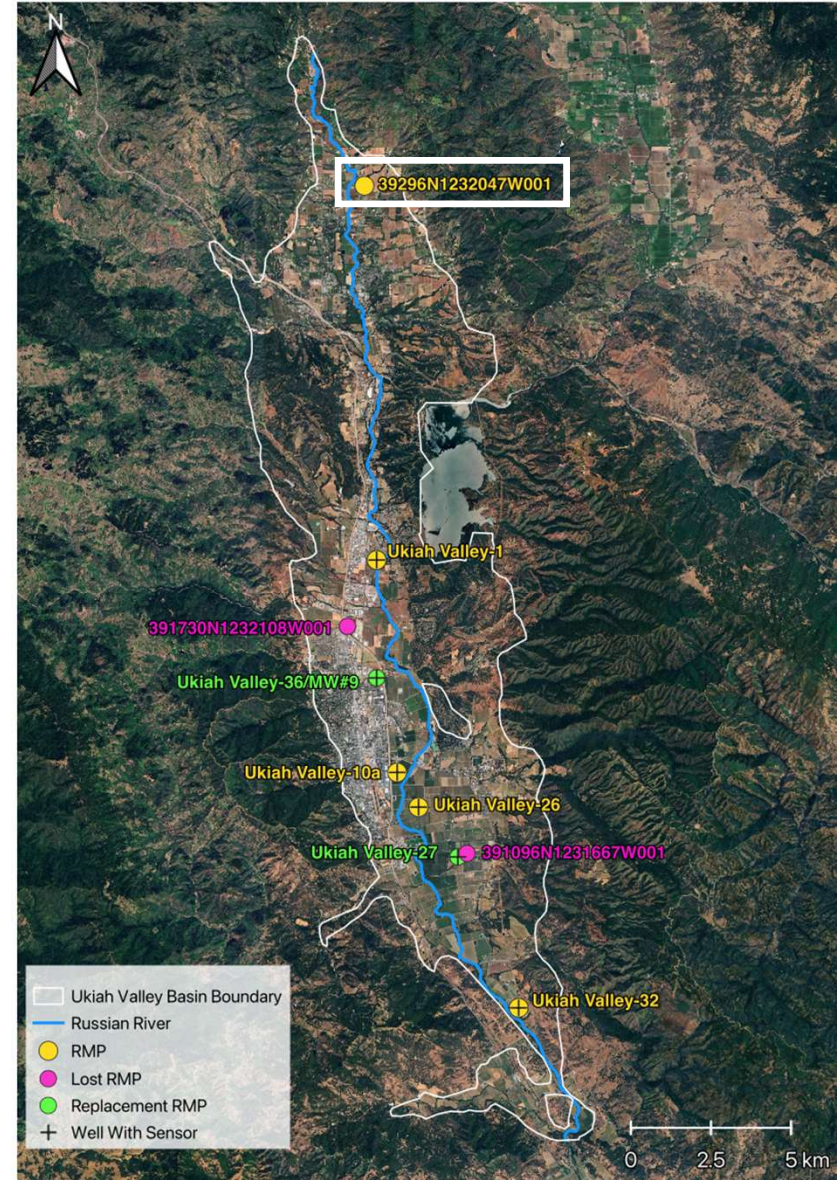 N
39296N1232047W001
Ukiah Valley-1
391730N1232108W001
Ukiah Valley-36/MW#9
Ukiah Valley-10a
Ukiah Valley-26
Ukiah Valley-27
391096N1231667W001
Ukiah Valley-32
Ukiah Valley Basin Boundary
Russian River
RMP
Lost RMP
Replacement RMP
Well With Sensor
0 2.5 5 km